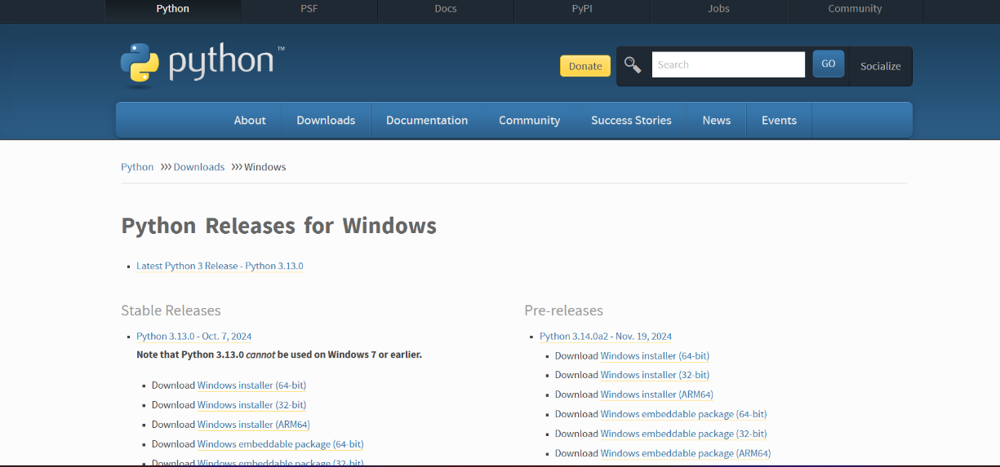 Python PSF Docs PyPI Jobs Community
python™
Donate Search GO Socialize
About Downloads Documentation Community Success Stories News Events
Python >>> Downloads >>> Windows
Python Releases for Windows
Latest Python 3 Release - Python 3.13.0
Stable Releases
Python 3.13.0 - Oct. 7, 2024
Note that Python 3.13.0 cannot be used on Windows 7 or earlier.
Download Windows installer (64-bit)
Download Windows installer (32-bit)
Download Windows installer (ARM64)
Download Windows embeddable package (64-bit)
Download Windows embeddable package (32-bit)
Pre-releases
Python 3.14.0a2 - Nov. 19, 2024
Download Windows installer (64-bit)
Download Windows installer (32-bit)
Download Windows installer (ARM64)
Download Windows embeddable package (64-bit)
Download Windows embeddable package (32-bit)
Download Windows embeddable package (ARM64)